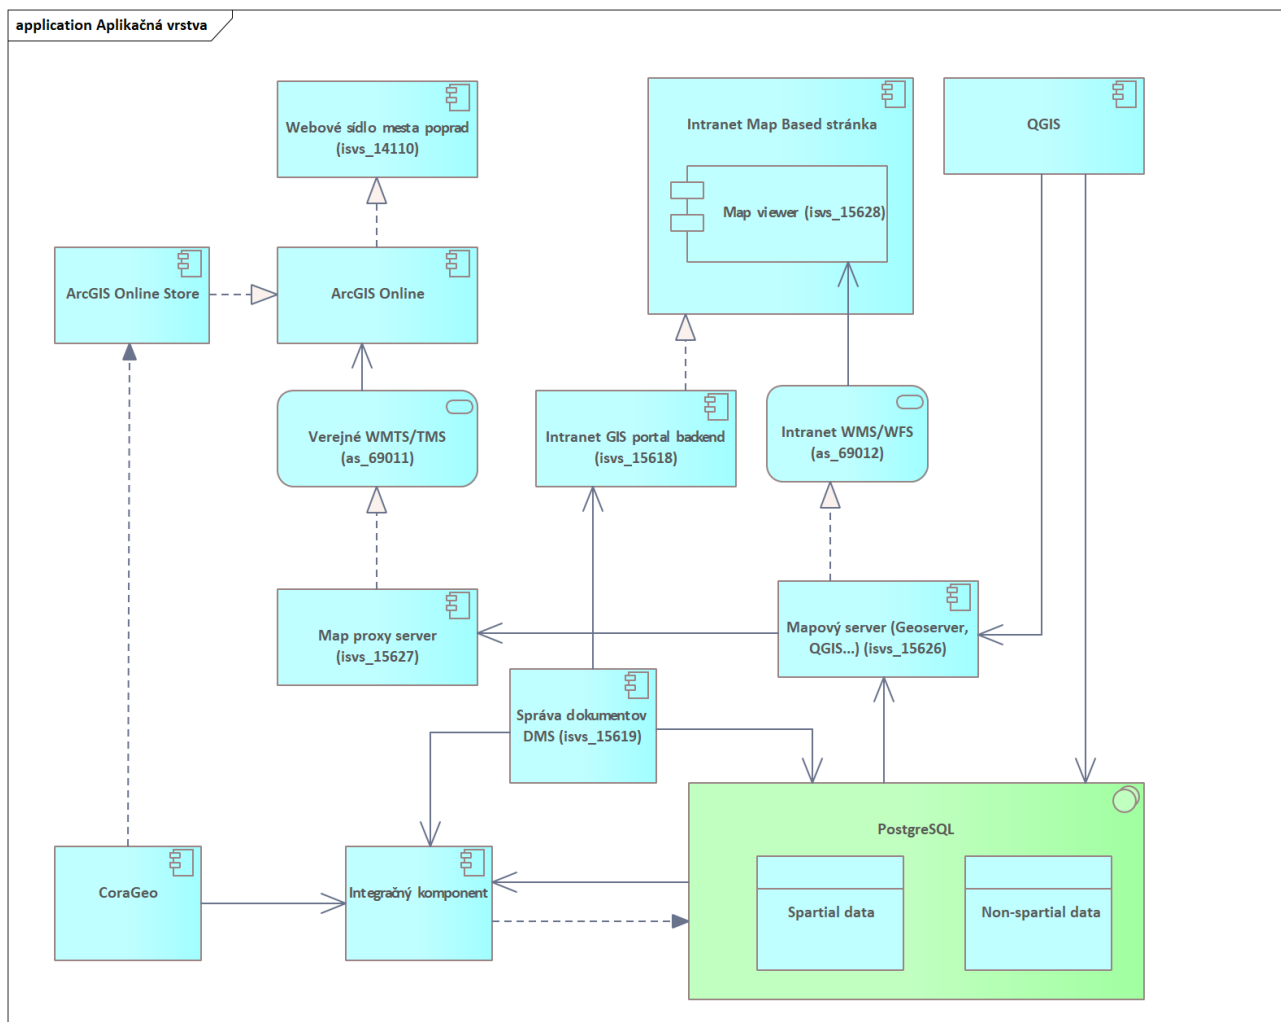 application Aplikačná vrstva
Webové sídlo mesta poprad
(isvs_14110)
Intranet Map Based stránka
QGIS
Map viewer (isvs_15628)
ArcGIS Online Store
ArcGIS Online
Verejné WMTS/TMS
(as_69011)
Intranet GIS portal backend
(isvs_15618)
Intranet WMS/WFS
(as_69012)
Map proxy server
(isvs_15627)
Mapový server (Geoserver,
QGIS...) (isvs_15626)
Správa dokumentov
DMS (isvs_15619)
PostgreSQL
CoraGeo
Integračný komponent
Spartial data
Non-spartial data